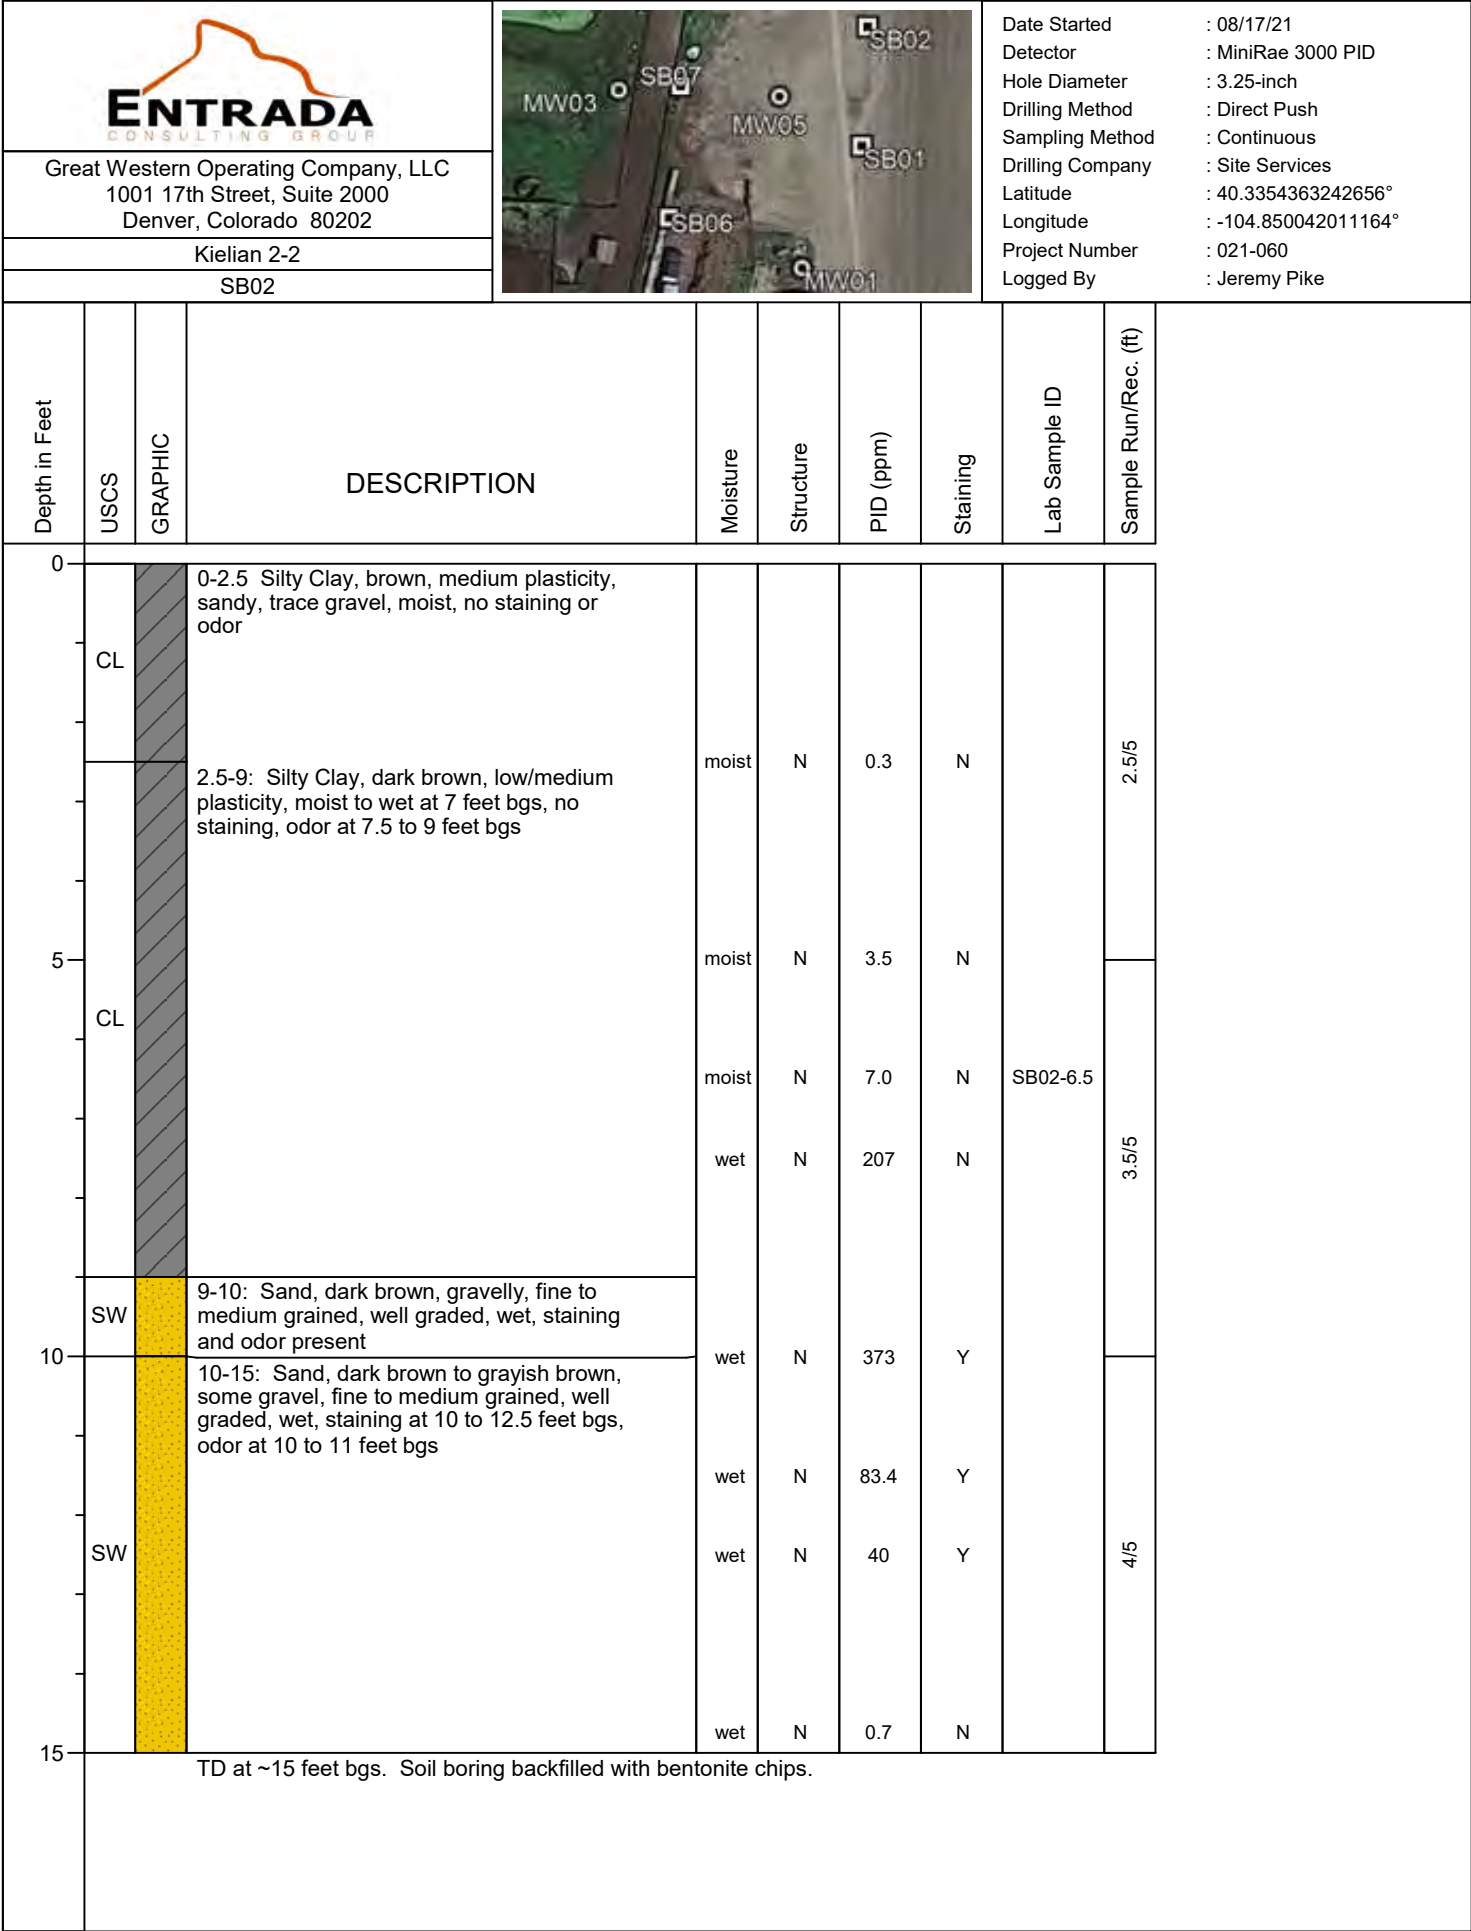 ENTRADA
CONSULTING GROUP
Great Western Operating Company, LLC
1001 17th Street, Suite 2000
Denver, Colorado 80202
Kielian 2-2
SB02
SB02
SB07
MW03
MW05
SB01
SB06
MW01
Date Started : 08/17/21
Detector : MiniRae 3000 PID
Hole Diameter : 3.25-inch
Drilling Method : Direct Push
Sampling Method : Continuous
Drilling Company : Site Services
Latitude : 40.3354363242656°
Longitude : -104.850042011164°
Project Number : 021-060
Logged By : Jeremy Pike
Depth in Feet
USCS
GRAPHIC
DESCRIPTION
Moisture
Structure
PID (ppm)
Staining
Lab Sample ID
Sample Run/Rec. (ft)
0
0-2.5 Silty Clay, brown, medium plasticity,
sandy, trace gravel, moist, no staining or
odor
CL
moist N 0.3 N
2.5/5
2.5-9: Silty Clay, dark brown, low/medium
plasticity, moist to wet at 7 feet bgs, no
staining, odor at 7.5 to 9 feet bgs
5
moist N 3.5 N
CL
moist N 7.0 N SB02-6.5
wet N 207 N
3.5/5
9-10: Sand, dark brown, gravelly, fine to
medium grained, well graded, wet, staining
and odor present
SW
10
wet N 373 Y
10-15: Sand, dark brown to grayish brown,
some gravel, fine to medium grained, well
graded, wet, staining at 10 to 12.5 feet bgs,
odor at 10 to 11 feet bgs
wet N 83.4 Y
SW
wet N 40 Y
4/5
wet N 0.7 N
15
TD at ~15 feet bgs. Soil boring backfilled with bentonite chips.